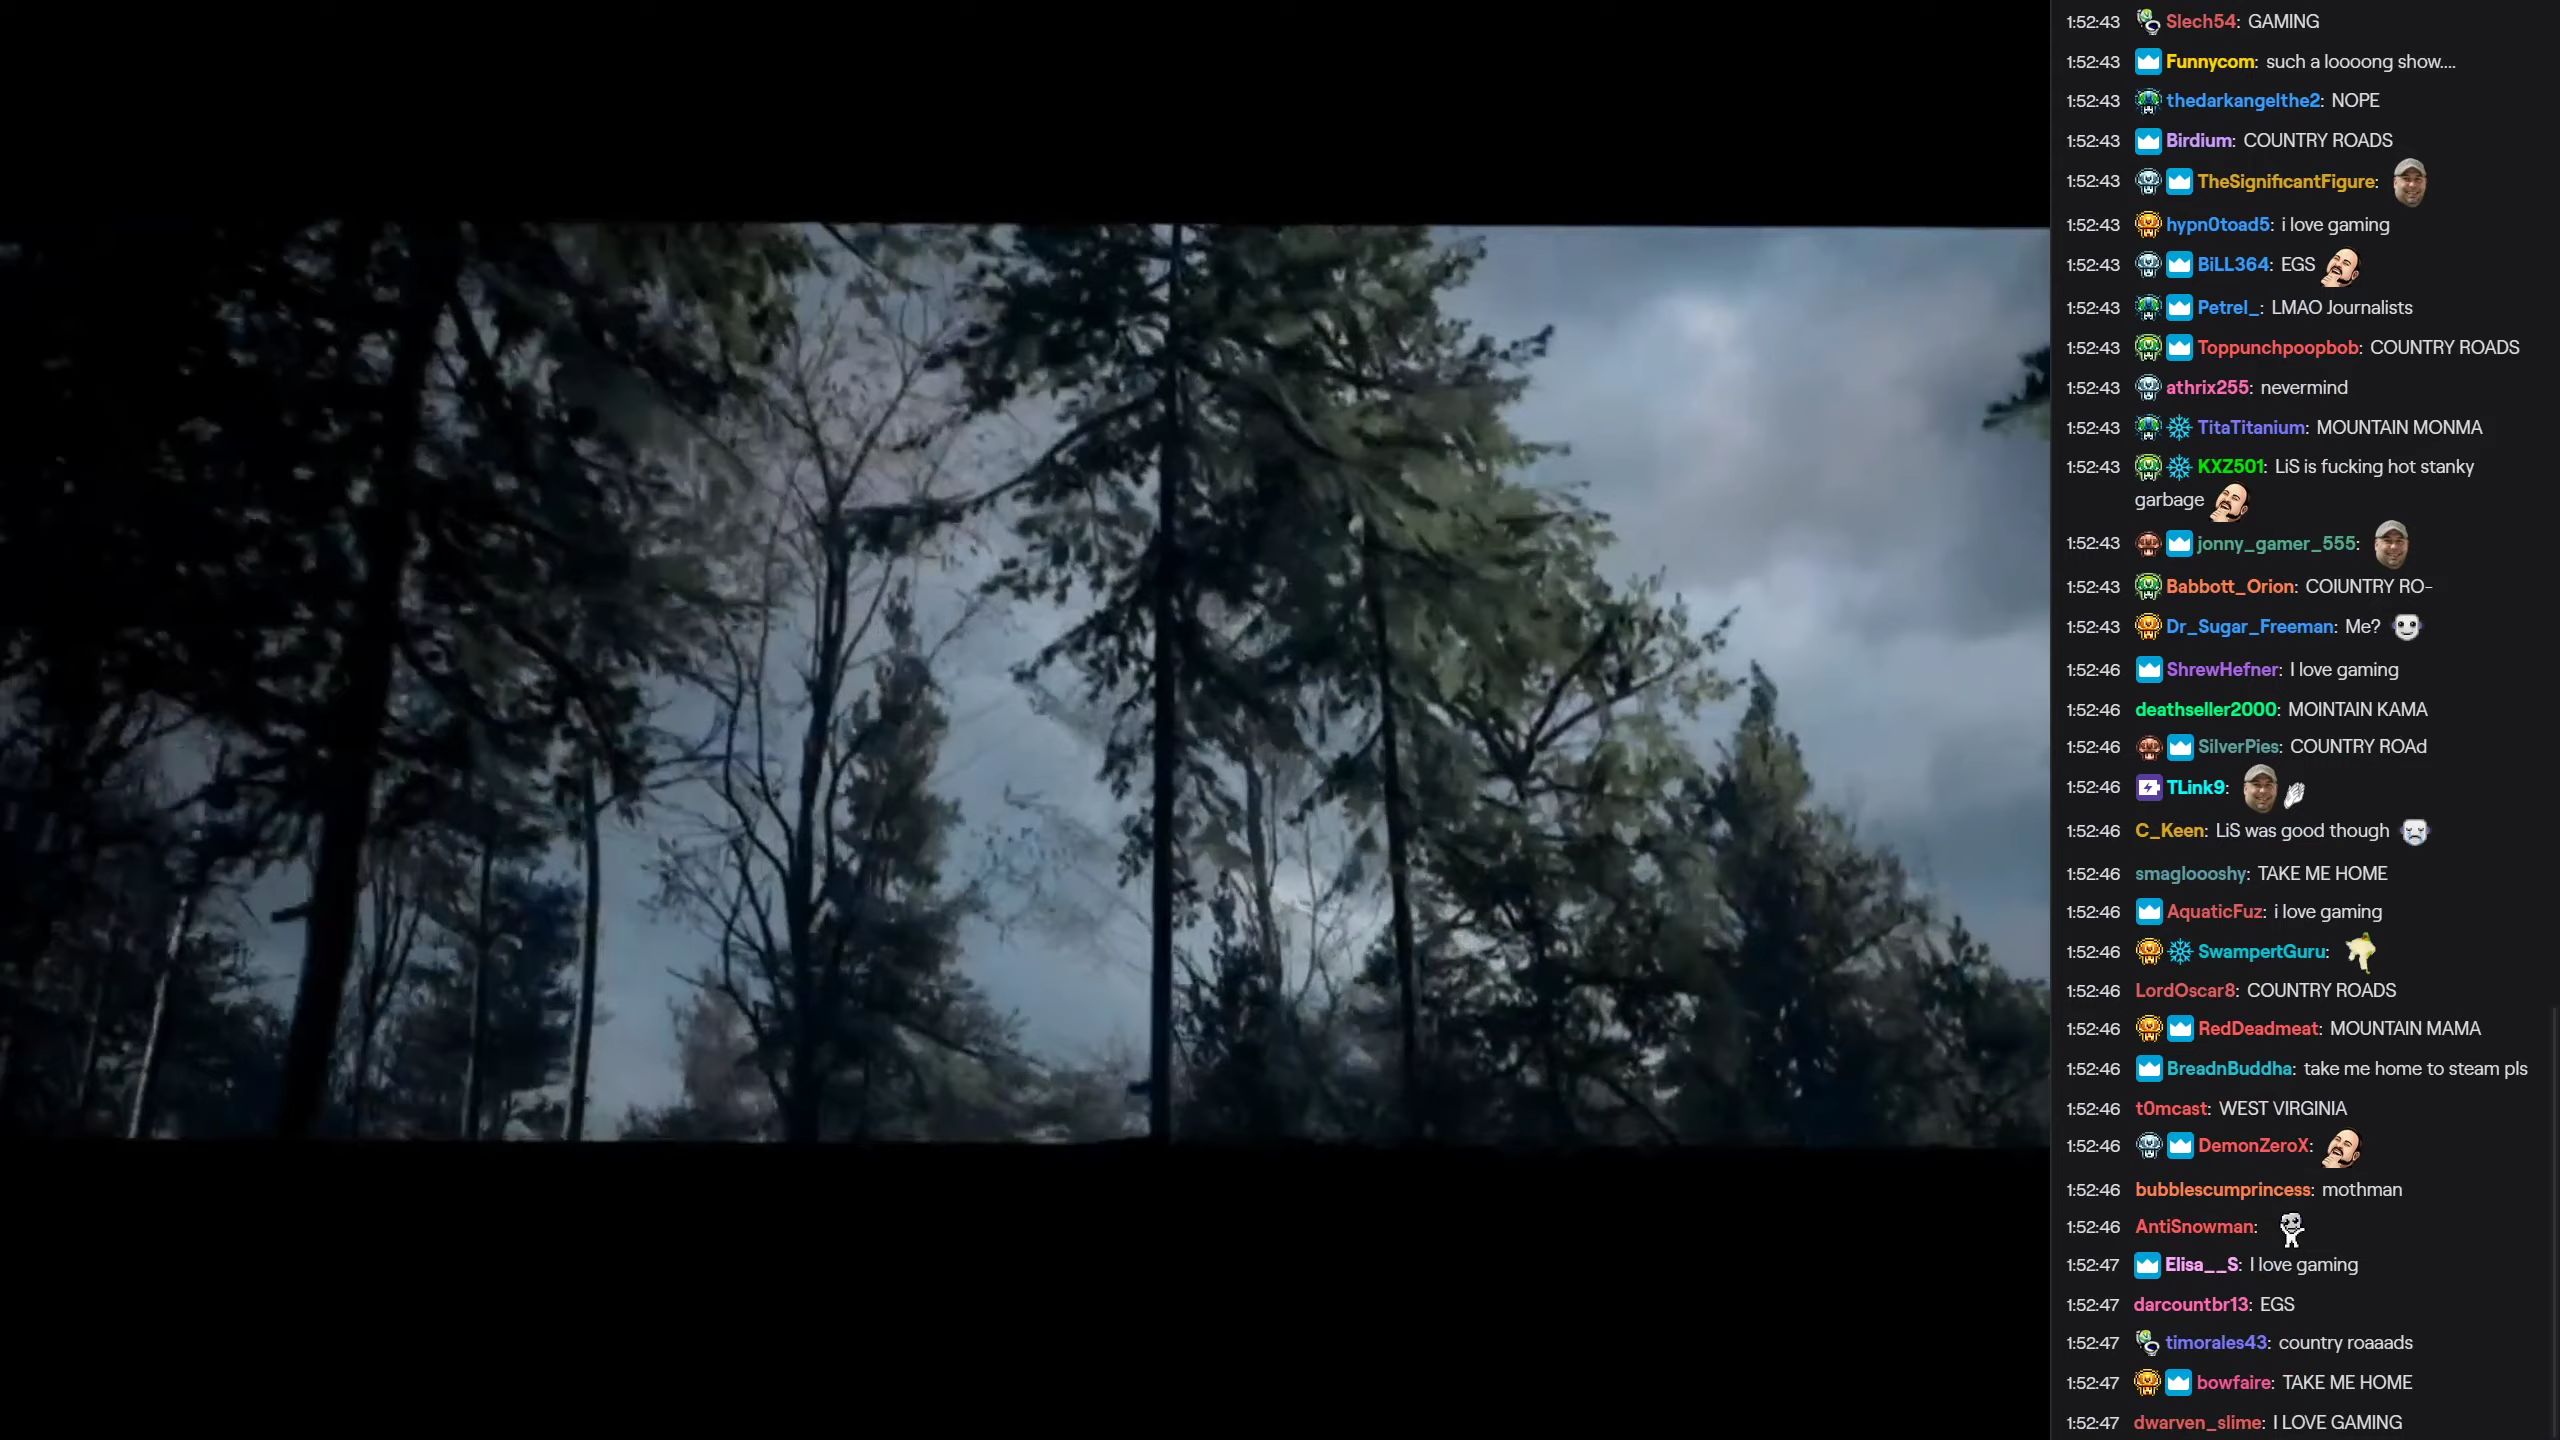 1:52:43 Slech54: GAMING
1:52:43 Funnycom: such a loooong show....
1:52:43 thedarkangelthe2: NOPE
1:52:43 Birdium: COUNTRY ROADS
1:52:43 TheSignificantFigure:
1:52:43 hypn0toad5: i love gaming
1:52:43 BiLL364: EGS
1:52:43 Petrel_: LMAO Journalists
1:52:43 Toppunchpoopbob: COUNTRY ROADS
1:52:43 athrix255: nevermind
1:52:43 TitaTitanium: MOUNTAIN MONMA
1:52:43 KXZ501: LiS is fucking hot stanky
garbage
1:52:43 jonny_gamer_555:
1:52:43 Babbott_Orion: COIUNTRY RO-
1:52:43 Dr_Sugar_Freeman: Me?
1:52:46 ShrewHefner: I love gaming
1:52:46 deathseller2000: MOINTAIN KAMA
1:52:46 SilverPies: COUNTRY ROAd
1:52:46 TLink9:
1:52:46 C_Keen: LiS was good though
1:52:46 smagloooshy: TAKE ME HOME
1:52:46 AquaticFuz: i love gaming
1:52:46 SwampertGuru:
1:52:46 LordOscar8: COUNTRY ROADS
1:52:46 RedDeadmeat: MOUNTAIN MAMA
1:52:46 BreadnBuddha: take me home to steam pls
1:52:46 t0mcast: WEST VIRGINIA
1:52:46 DemonZeroX:
1:52:46 bubblescumprincess: mothman
1:52:46 AntiSnowman:
1:52:47 Elisa__S: I love gaming
1:52:47 darcountbr13: EGS
1:52:47 timorales43: country roaaads
1:52:47 bowfaire: TAKE ME HOME
1:52:47 dwarven_slime: I LOVE GAMING